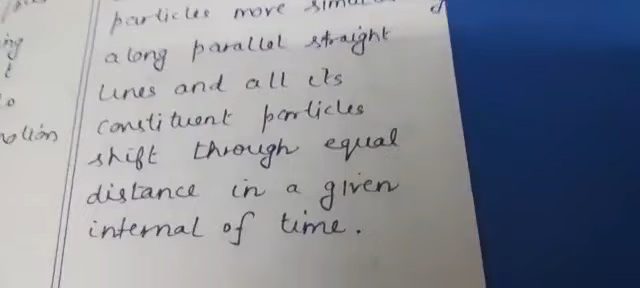 particles more
along parallel straight
lines and all its
constituent particles
shift through equal
distance in a given
internal of time.